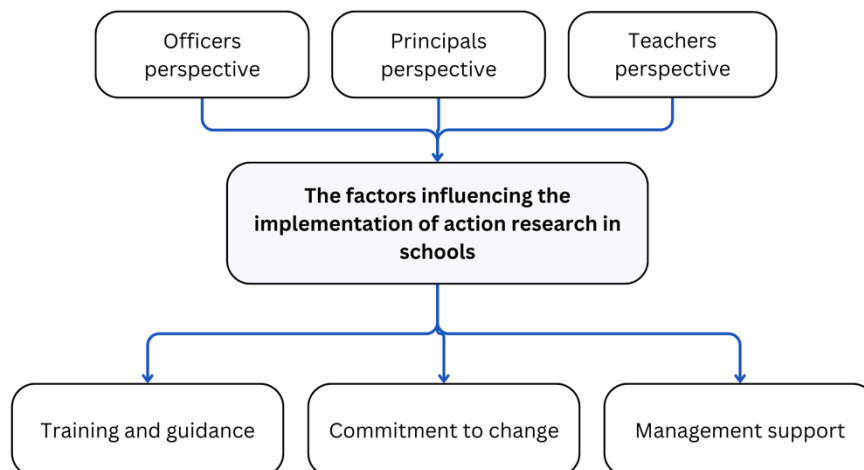 Officers
perspective
Principals
perspective
Teachers
perspective
The factors influencing the
implementation of action research in
schools
Training and guidance
Commitment to change
Management support